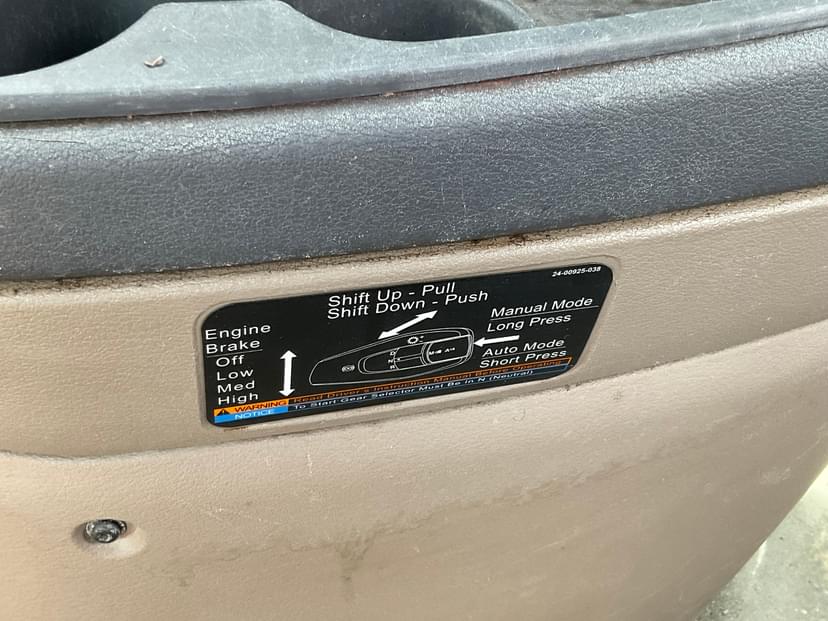 24-00925-038
Shift Up - Pull
Shift Down - Push
Engine
Brake
Off
Low
Med
High
Manual Mode
Long Press
Auto Mode
Short Press
D
N
R
WARNING Read Driver's Instruction Manual Before Operating
NOTICE To Start Gear Selector Must Be in N (Neutral)